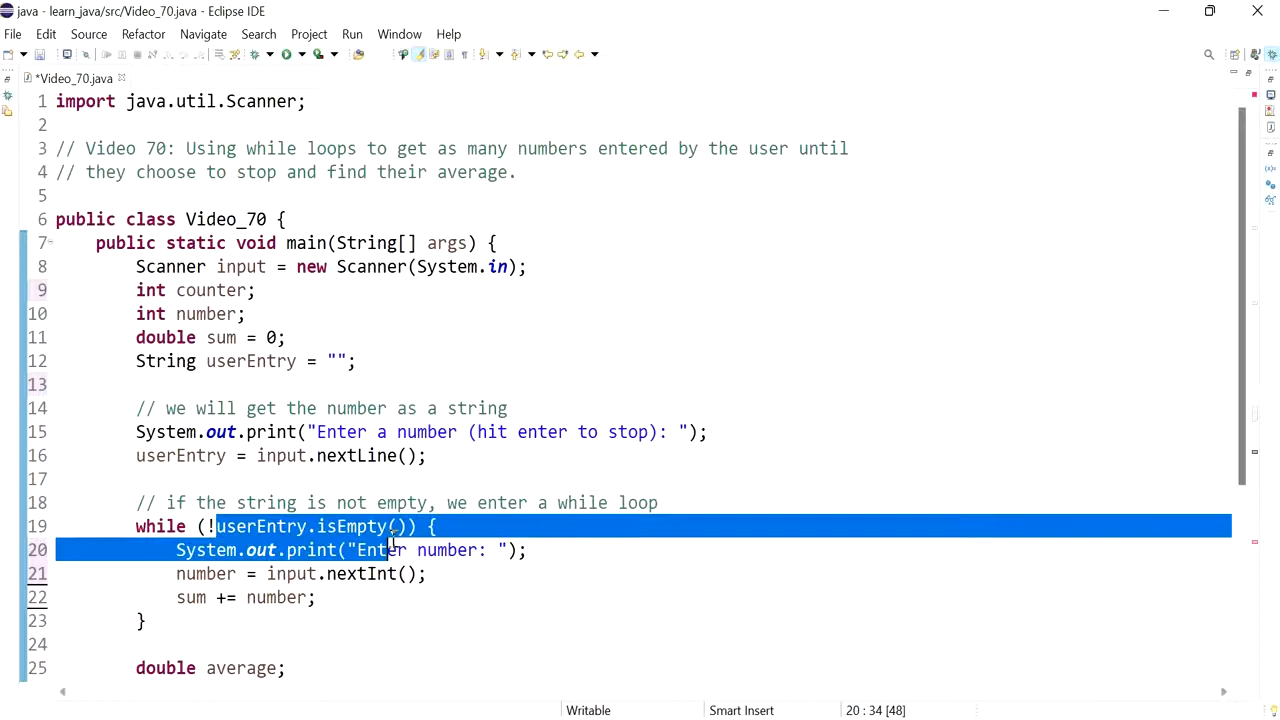 java - learn_java/src/Video_70.java - Eclipse IDE
File Edit Source Refactor Navigate Search Project Run Window Help
*Video_70.java
1 import java.util.Scanner;
2
3 // Video 70: Using while loops to get as many numbers entered by the user until
4 // they choose to stop and find their average.
5
6 public class Video_70 {
7 public static void main(String[] args) {
8 Scanner input = new Scanner(System.in);
9 int counter;
10 int number;
11 double sum = 0;
12 String userEntry = "";
13
14 // we will get the number as a string
15 System.out.print("Enter a number (hit enter to stop): ");
16 userEntry = input.nextLine();
17
18 // if the string is not empty, we enter a while loop
19 while (!userEntry.isEmpty()) {
20 System.out.print("Enter number: ");
21 number = input.nextInt();
22 sum += number;
23 }
24
25 double average;
Writable Smart Insert 20 : 34 [48]